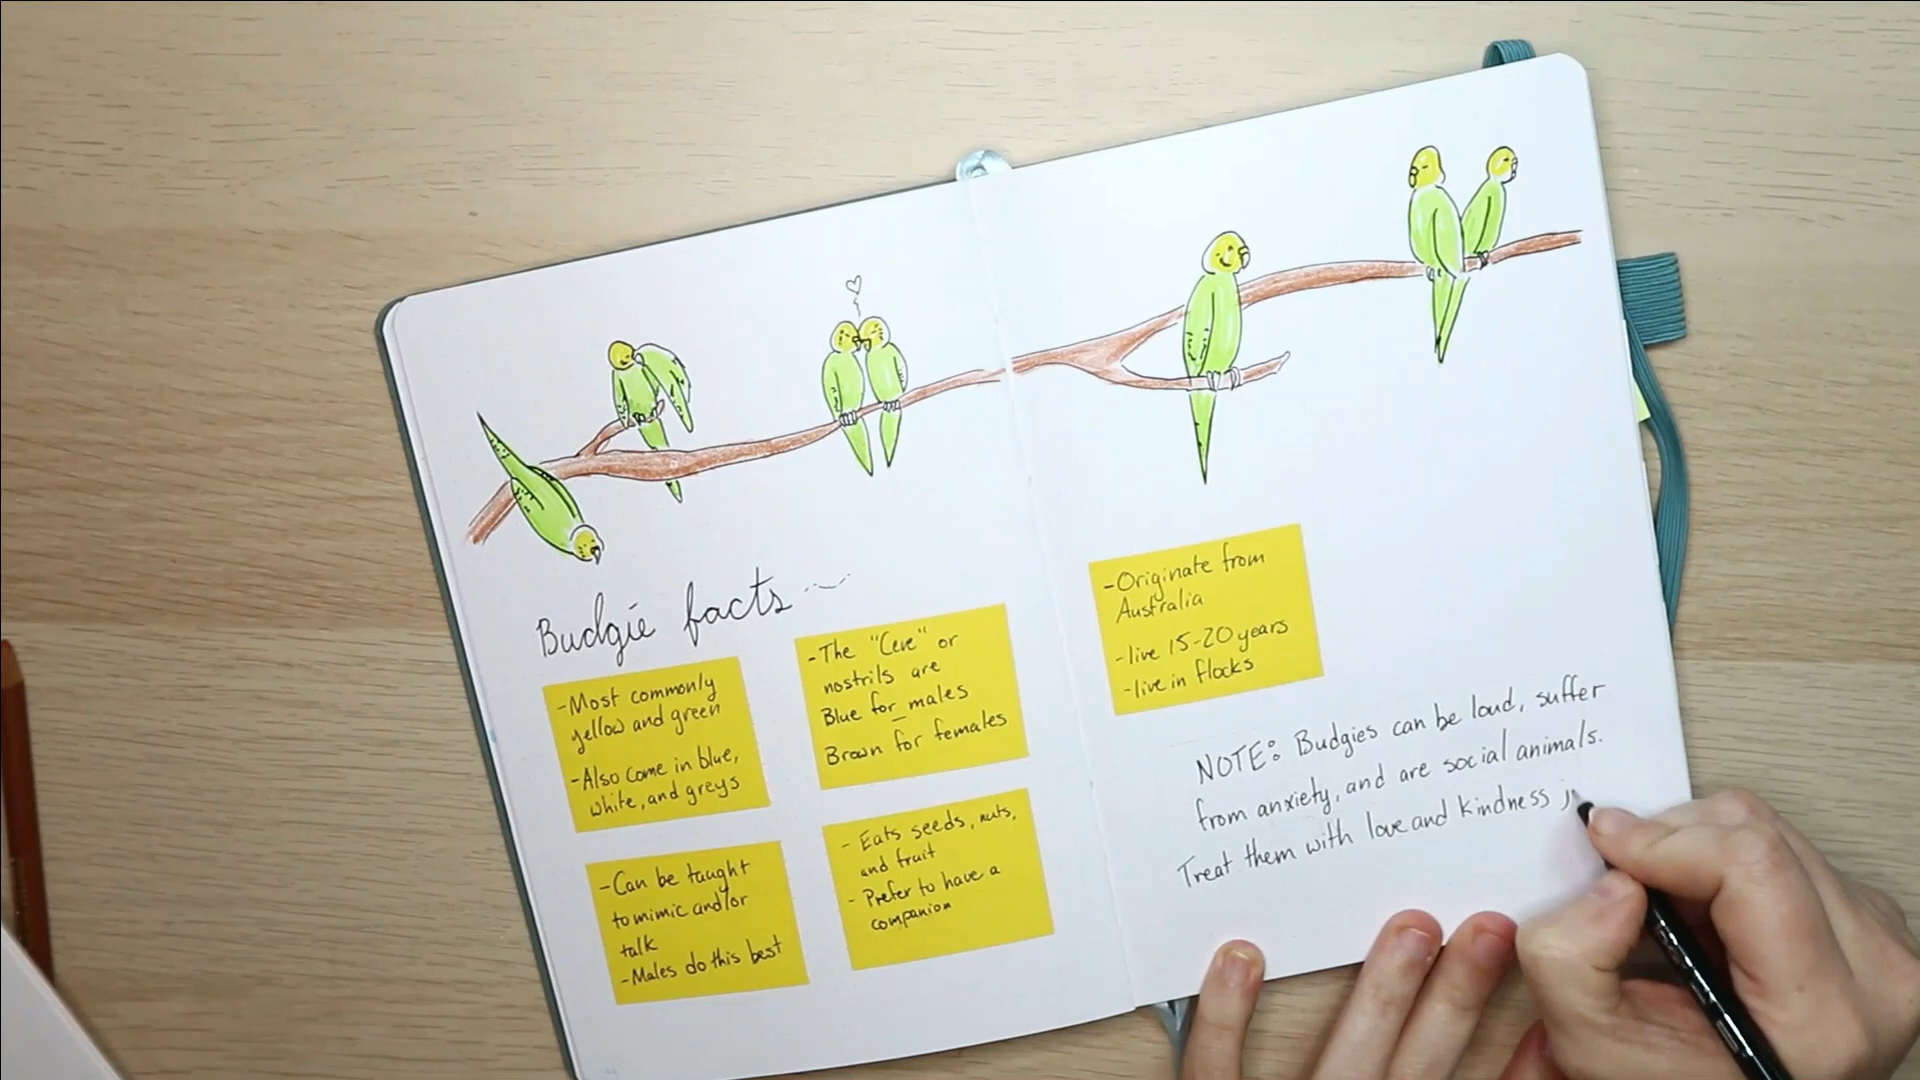 Budgie facts
-Most commonly
yellow and green
-Also come in blue,
white, and greys
-The "Cere" or
nostrils are
Blue for males
Brown for females
-Can be taught
to mimic and/or
talk
-Males do this best
- Eats seeds, nuts,
and fruit
- Prefer to have a
companion
-Originate from
Australia
-live 15-20 years
-live in flocks
NOTE: Budgies can be loud, suffer
from anxiety, and are social animals.
Treat them with love and kindness